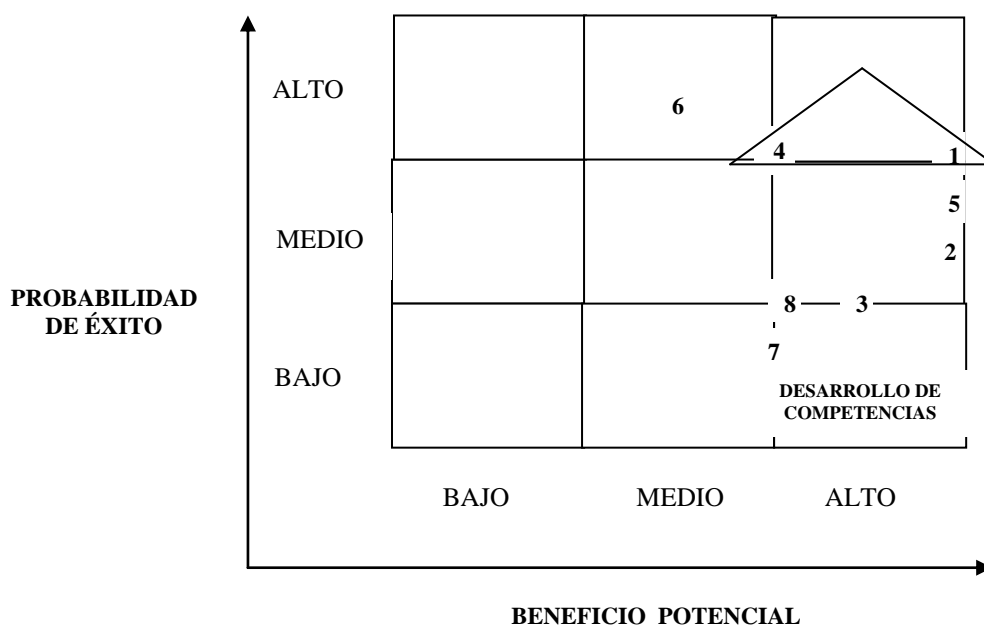 ALTO
6
4
1
5
MEDIO
2
PROBABILIDAD
DE ÉXITO
8
3
7
BAJO
DESARROLLO DE
COMPETENCIAS
BAJO
MEDIO
ALTO
BENEFICIO POTENCIAL